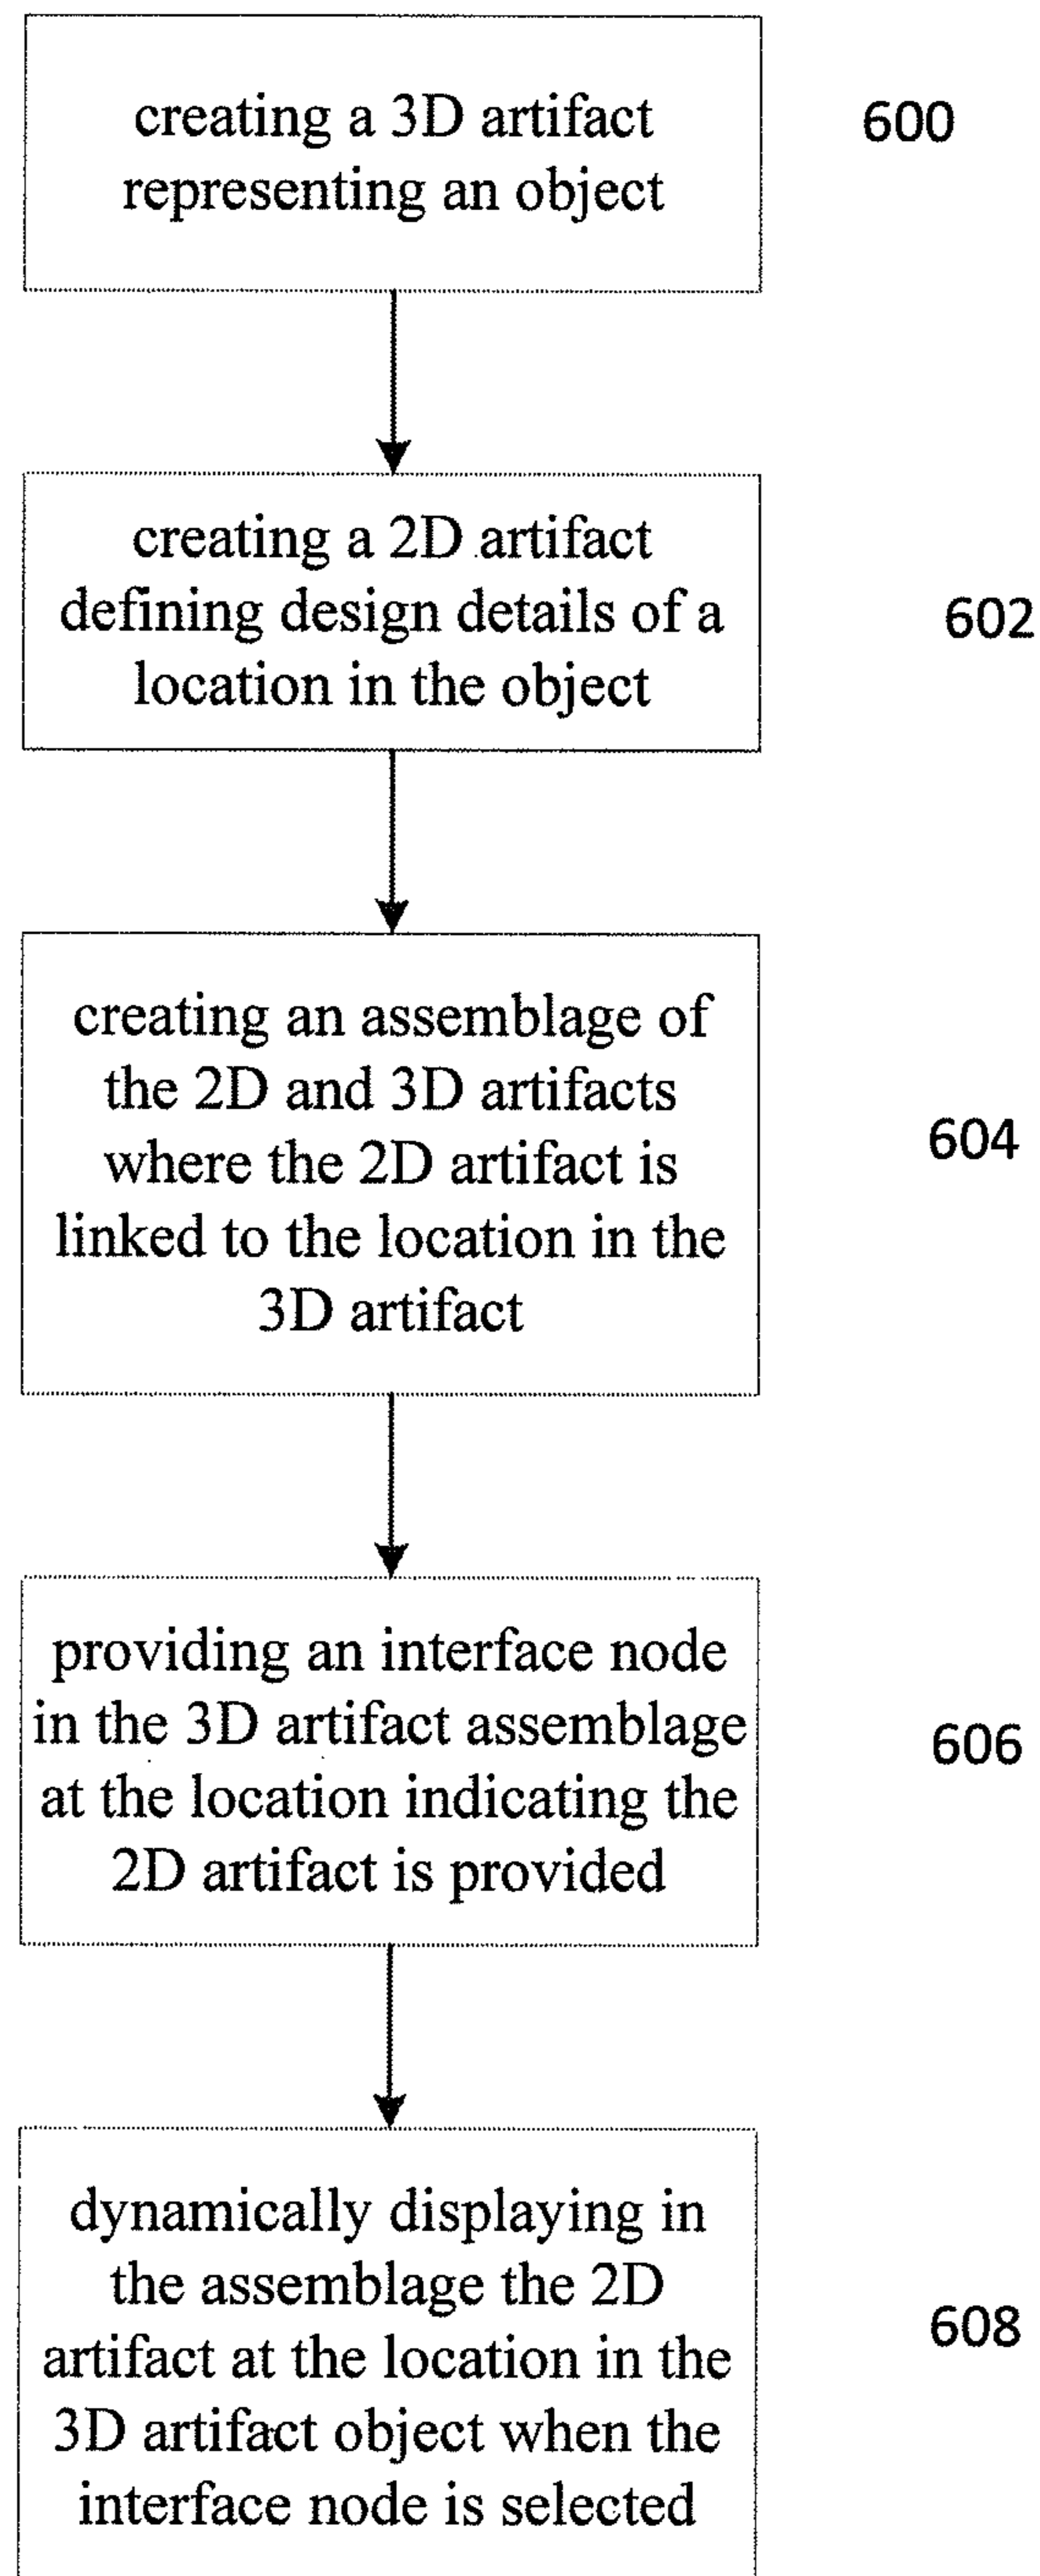 creating a 3D artifact
representing an object
600
creating a 2D artifact
defining design details of a
location in the object
602
creating an assemblage of
the 2D and 3D artifacts
where the 2D artifact is
linked to the location in the
3D artifact
604
providing an interface node
in the 3D artifact assemblage
at the location indicating the
2D artifact is provided
606
dynamically displaying in
the assemblage the 2D
artifact at the location in the
3D artifact object when the
interface node is selected
608